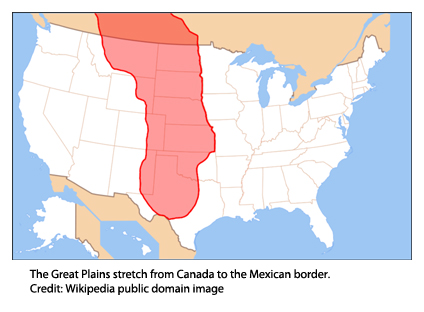 The Great Plains stretch from Canada to the Mexican border.
Credit: Wikipedia public domain image